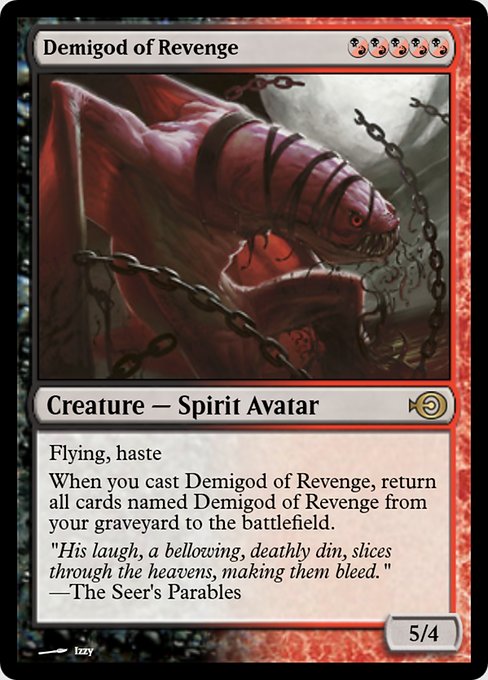 Demigod of Revenge
Creature — Spirit Avatar
Flying, haste
When you cast Demigod of Revenge, return
all cards named Demigod of Revenge from
your graveyard to the battlefield.
"His laugh, a bellowing, deathly din, slices
through the heavens, making them bleed."
—The Seer's Parables
5/4
Izzy